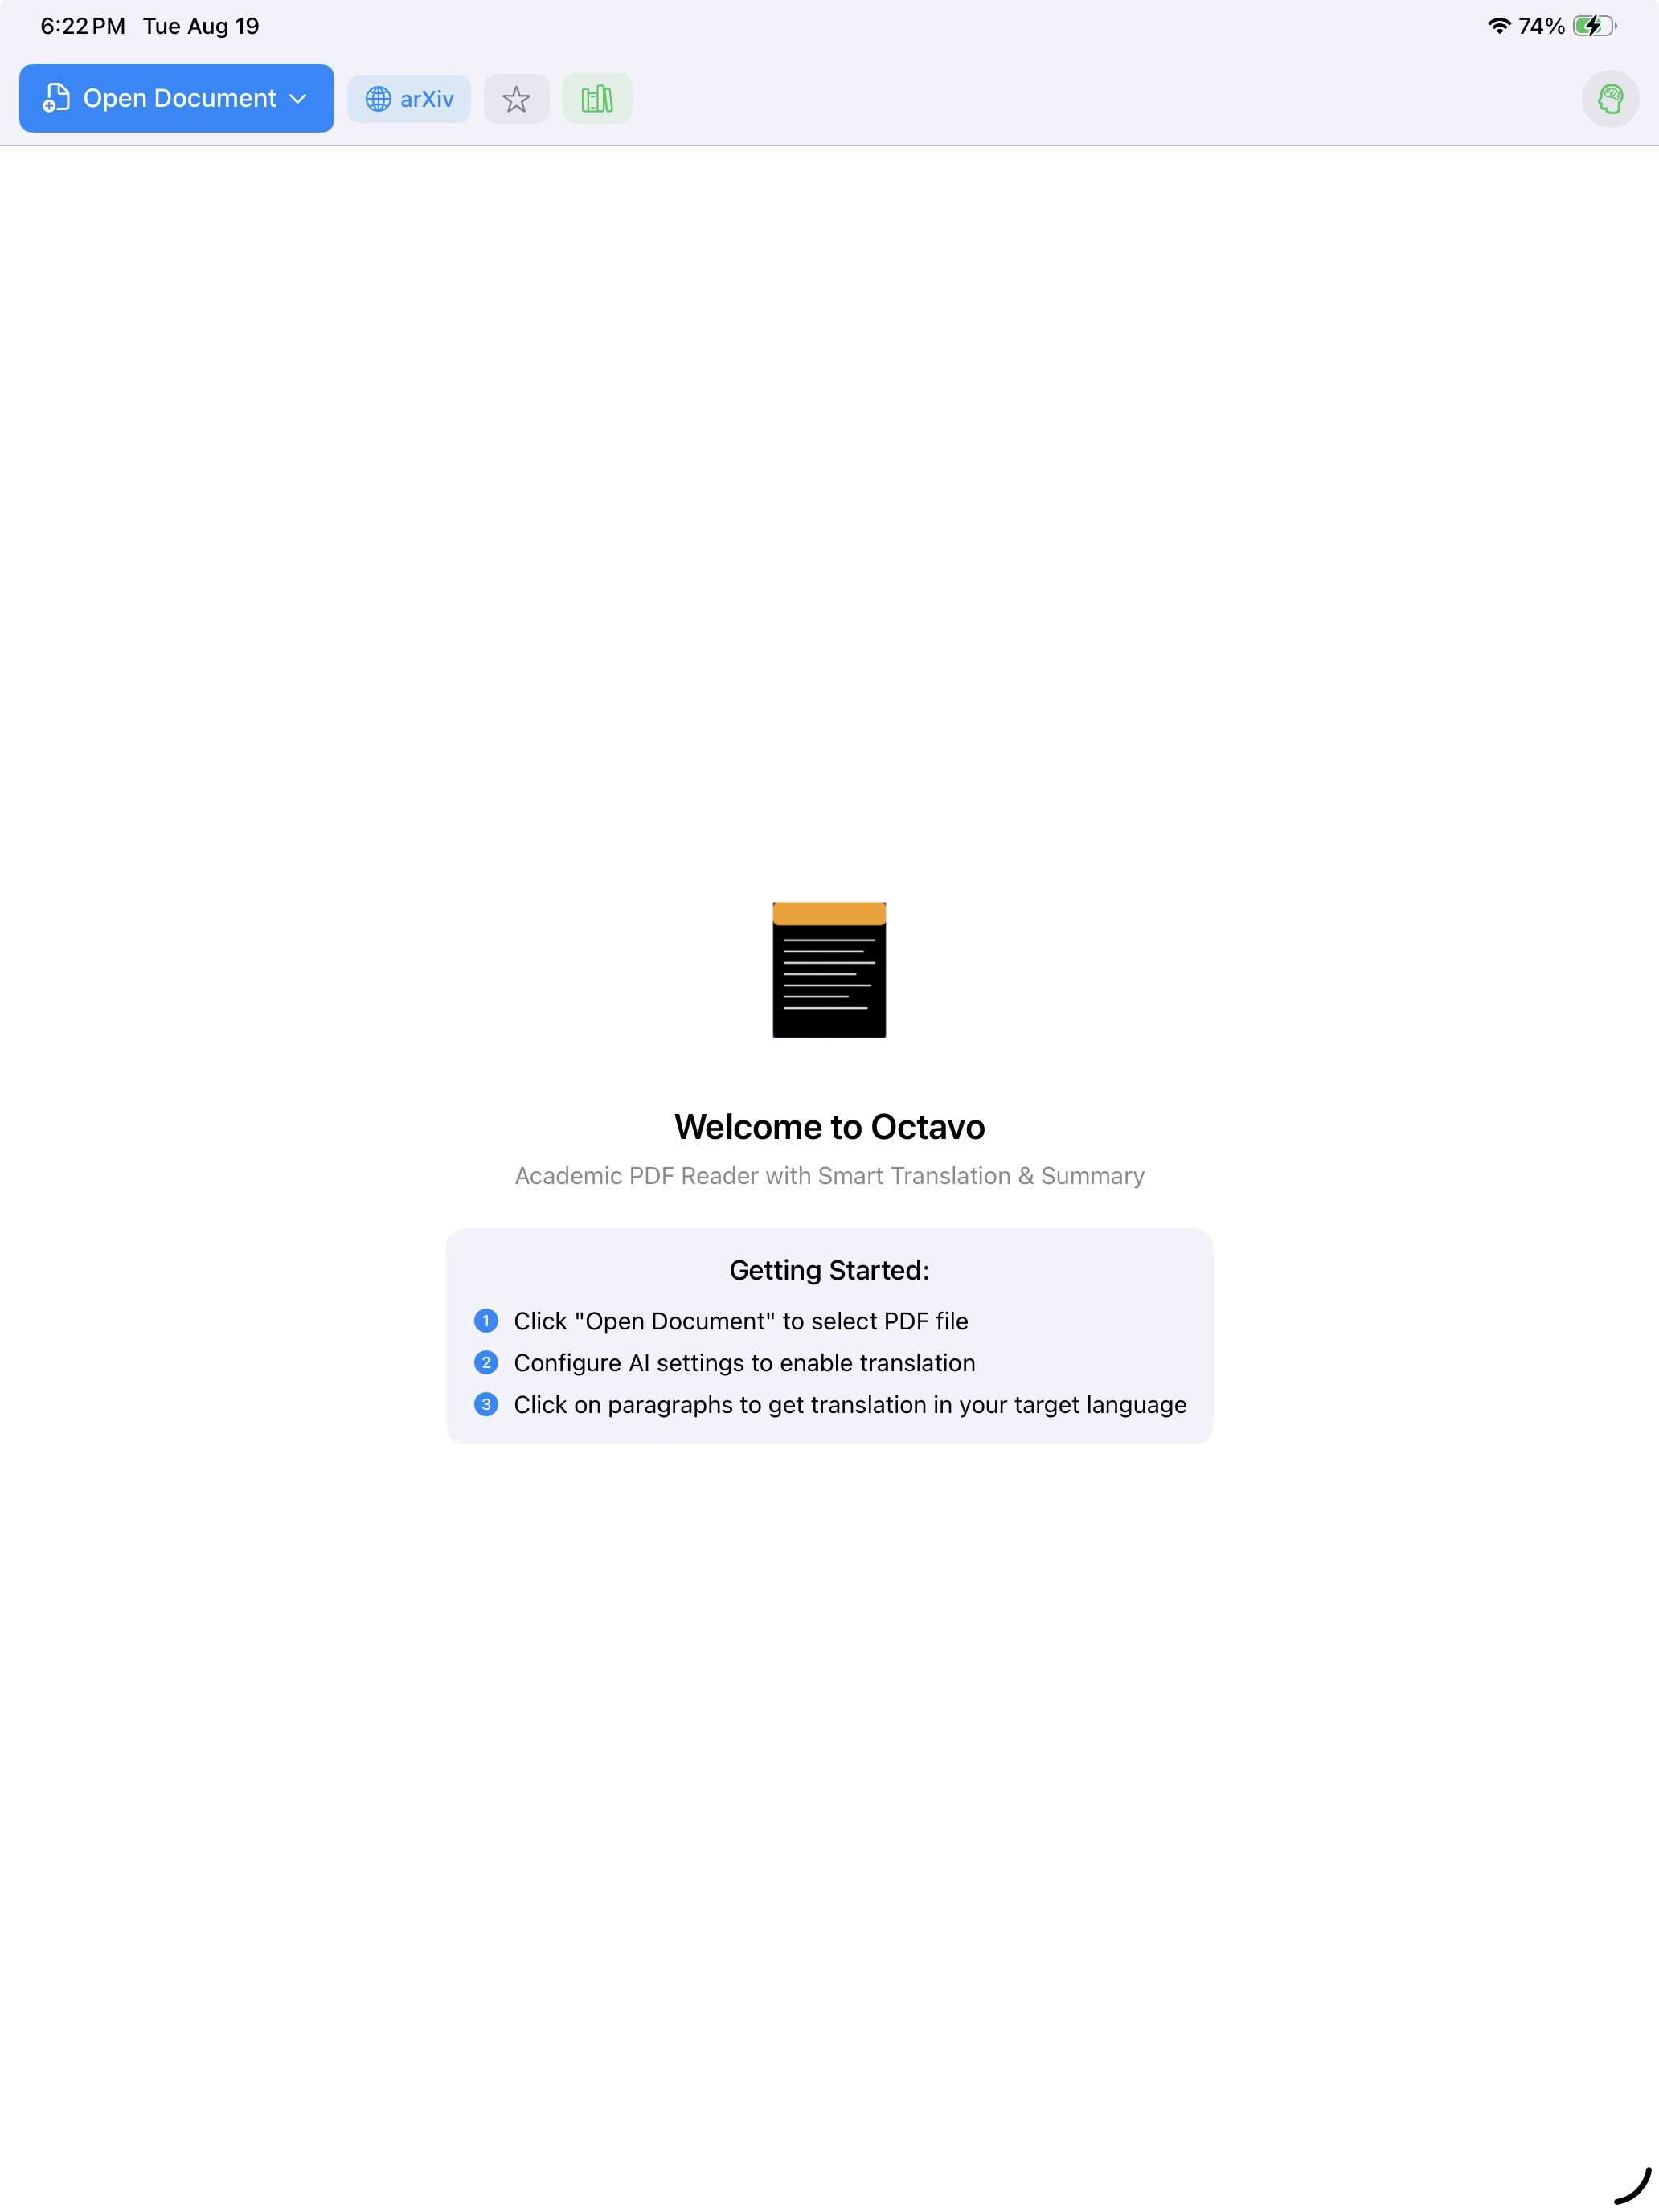 6:22 PM Tue Aug 19
74%
Open Document
arXiv
Welcome to Octavo
Academic PDF Reader with Smart Translation & Summary
Getting Started:
1 Click "Open Document" to select PDF file
2 Configure AI settings to enable translation
3 Click on paragraphs to get translation in your target language